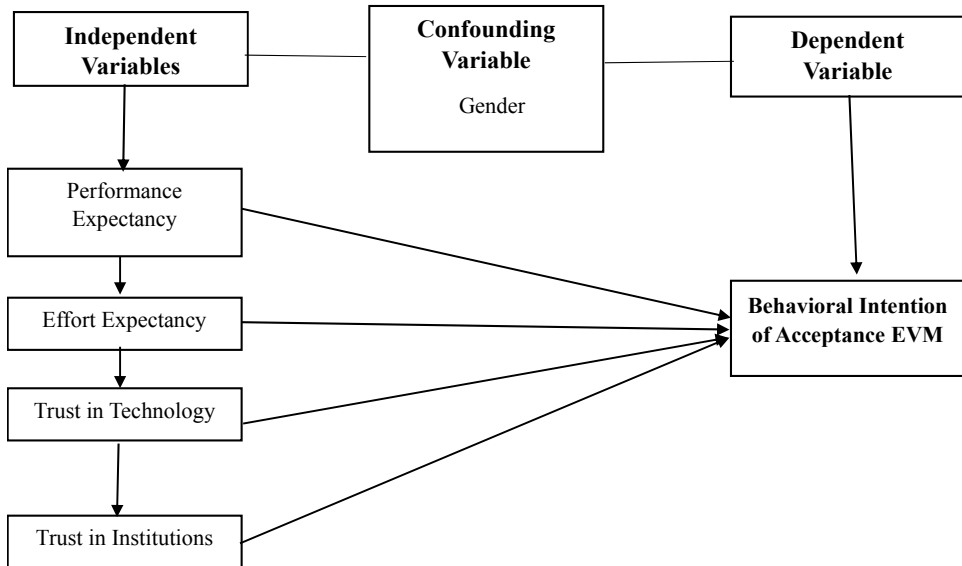 Independent
Variables
Confounding
Variable
Gender
Dependent
Variable
Performance
Expectancy
Effort Expectancy
Trust in Technology
Trust in Institutions
Behavioral Intention
of Acceptance EVM